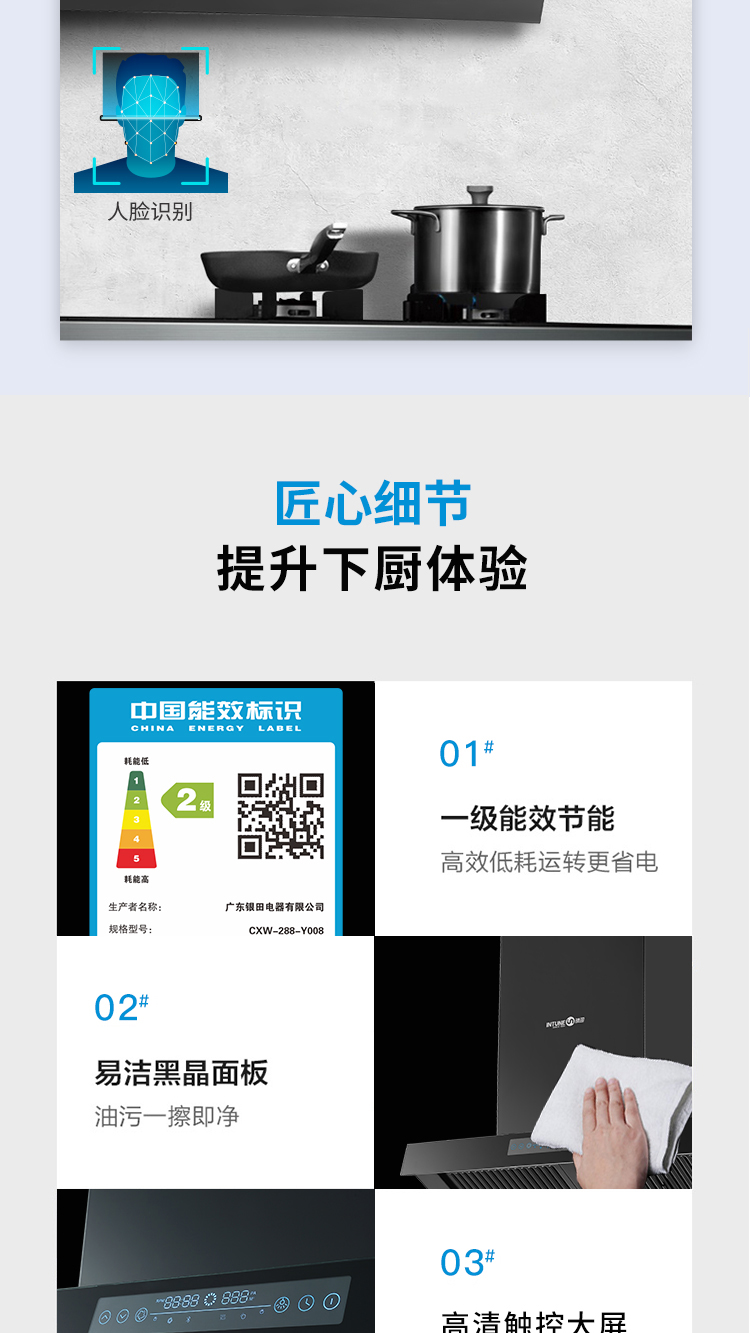 人脸识别
匠心细节
提升下厨体验
中国能效标识
CHINA ENERGY LABEL
耗能低
1
2
3
4
5
耗能高
2级
生产者名称: 广东银田电器有限公司
规格型号: CXW-288-Y008
01#
一级能效节能
高效低耗运转更省电
02#
易洁黑晶面板
油污一擦即净
INTUNE
88:88
888
03#
高清触控大屏